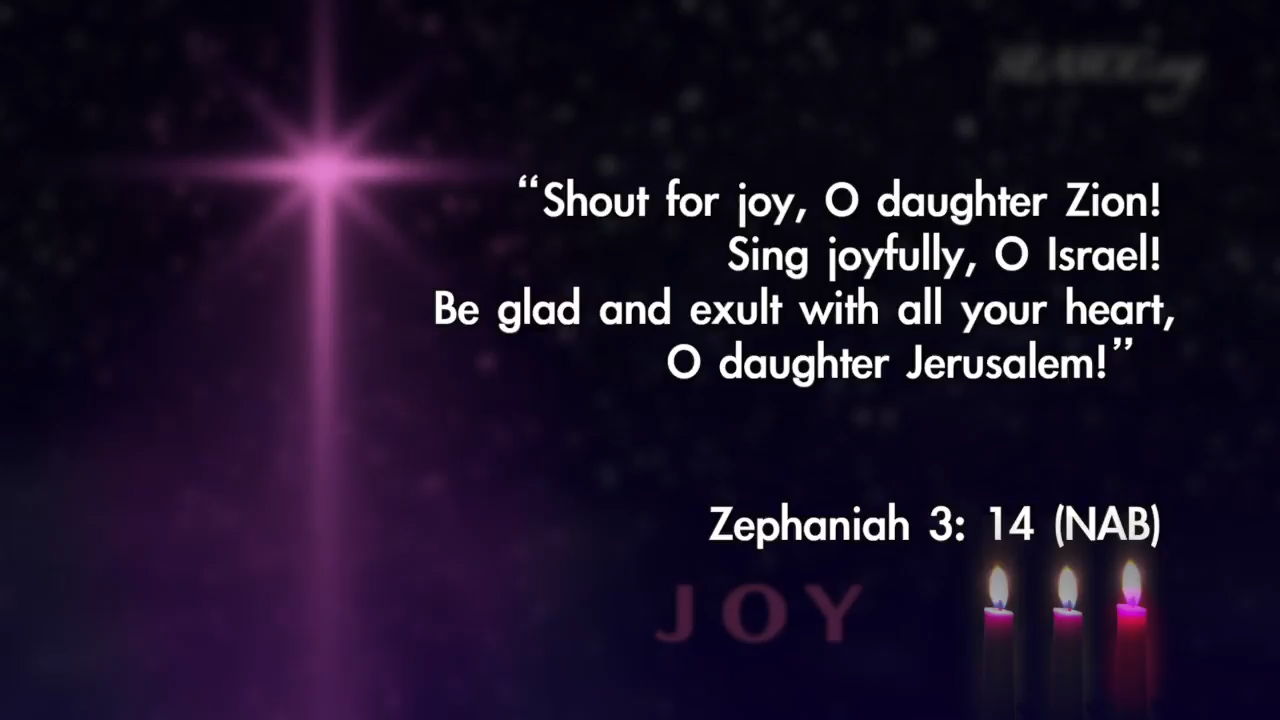 “Shout for joy, O daughter Zion!
Sing joyfully, O Israel!
Be glad and exult with all your heart,
O daughter Jerusalem!”
Zephaniah 3: 14 (NAB)
JOY